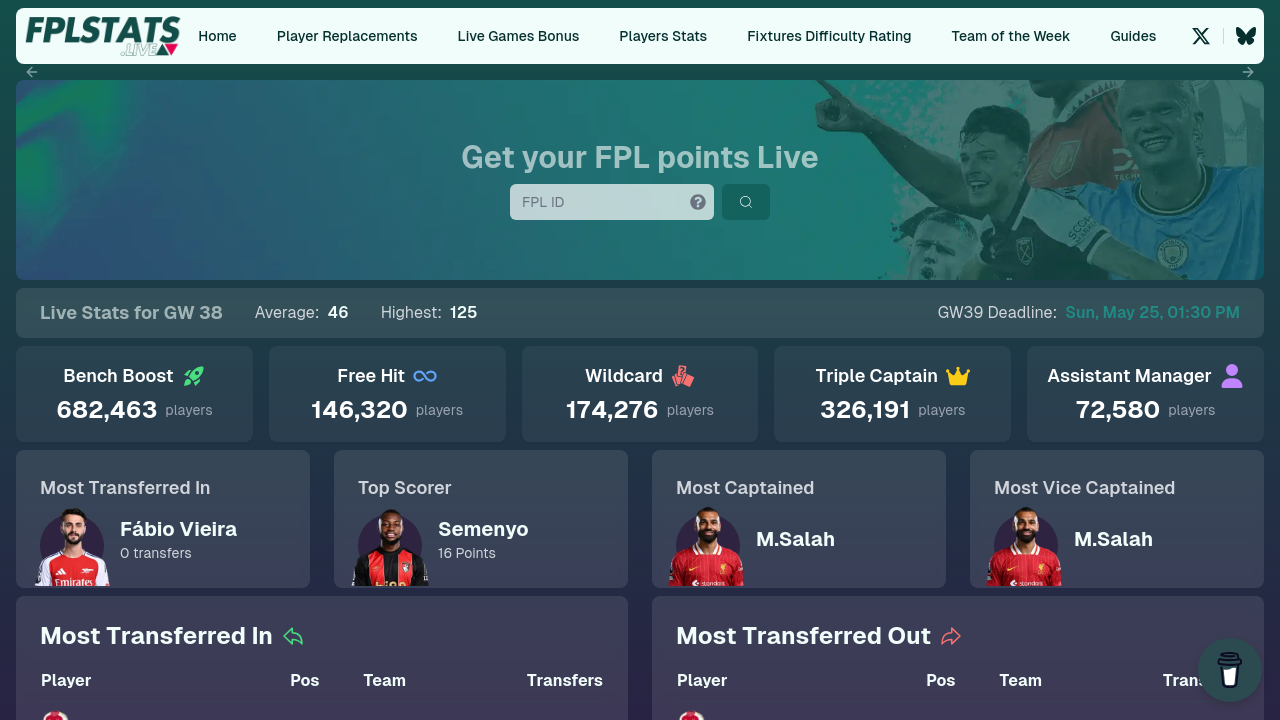 FPLSTATS
.LIVE
Home
Player Replacements
Live Games Bonus
Players Stats
Fixtures Difficulty Rating
Team of the Week
Guides
Get your FPL points Live
FPL ID
Live Stats for GW 38
Average: 46
Highest: 125
GW39 Deadline: Sun, May 25, 01:30 PM
Bench Boost
682,463 players
Free Hit
146,320 players
Wildcard
174,276 players
Triple Captain
326,191 players
Assistant Manager
72,580 players
Most Transferred In
Fábio Vieira
0 transfers
Top Scorer
Semenyo
16 Points
Most Captained
M.Salah
Most Vice Captained
M.Salah
Most Transferred In
Player Pos Team Transfers
Most Transferred Out
Player Pos Team